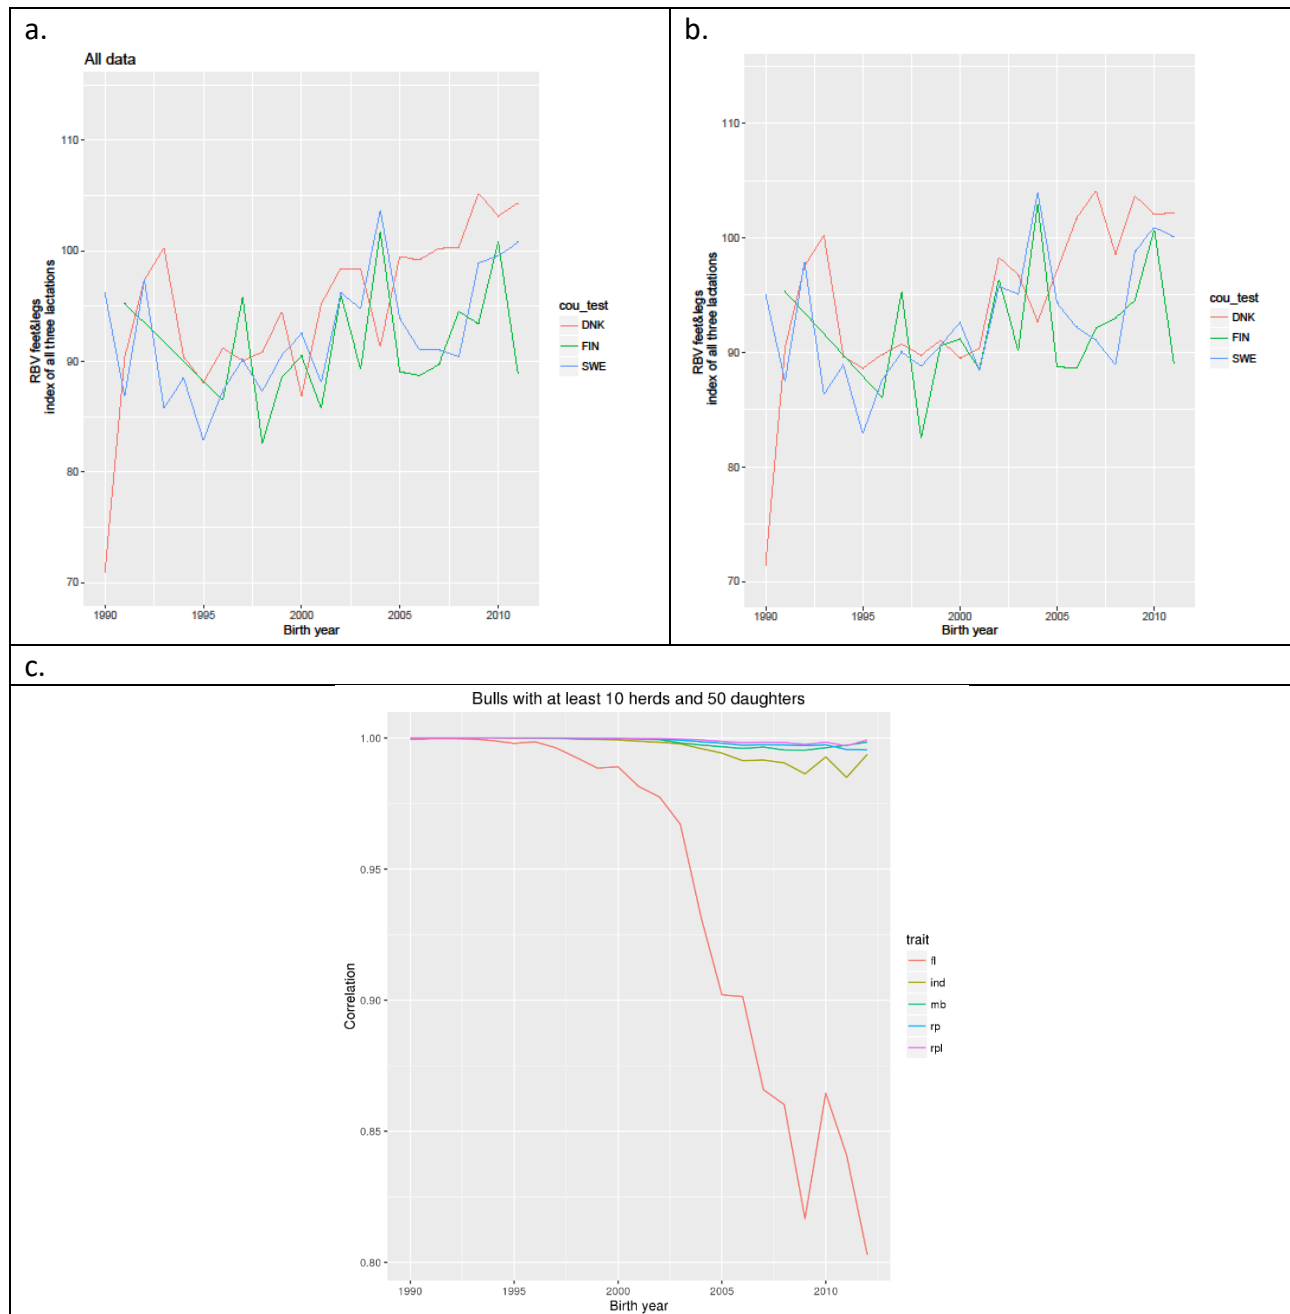 a.
All data
110
100
90
80
70
RBV feet&legs
index of all three lactations
1990
1995
2000
2005
2010
Birth year
cou_test
DNK
FIN
SWE
b.
110
100
90
80
70
RBV feet&legs
index of all three lactations
1990
1995
2000
2005
2010
Birth year
cou_test
DNK
FIN
SWE
c.
Bulls with at least 10 herds and 50 daughters
1.00
0.95
0.90
0.85
0.80
Correlation
1990
1995
2000
2005
2010
Birth year
trait
fl
ind
mb
rp
rpl